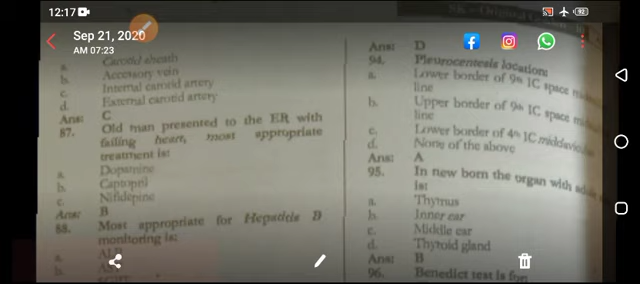 12:17
92
Sep 21, 2020
AM 07:23
a. Carotid sheath
b. Accessory vein
c. Internal carotid artery
d. External carotid artery
Ans: C
87. Old man presented to the ER with
failing heart, most appropriate
treatment is:
a. Dopamine
b. Captopril
c. Nifidepine
Ans: B
88. Most appropriate for Hepaticis B
monitoring is:
a. ALP
b.
Ans: D
94. Pleurocentesis location:
a. Lower border of 9th IC space
line
b. Upper border of 9th IC space
line
c. Lower border of 4th IC
d. None of the above
Ans: A
95. In new born the organ with
is:
a. Thymus
b. Inner ear
c. Middle ear
d. Thyroid gland
Ans: B
96. Benedict test is for: